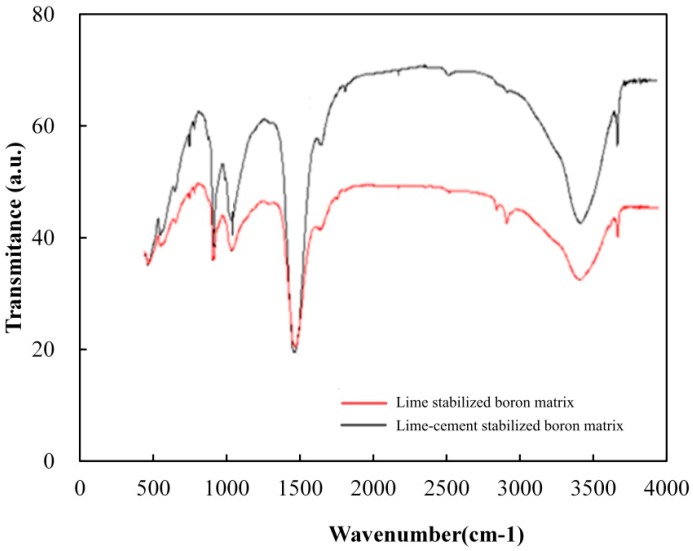 80
60
40
20
0
Transmitance (a.u.)
Lime stabilized boron matrix
Lime-cement stabilized boron matrix
0 500 1000 1500 2000 2500 3000 3500 4000
Wavenumber(cm-1)